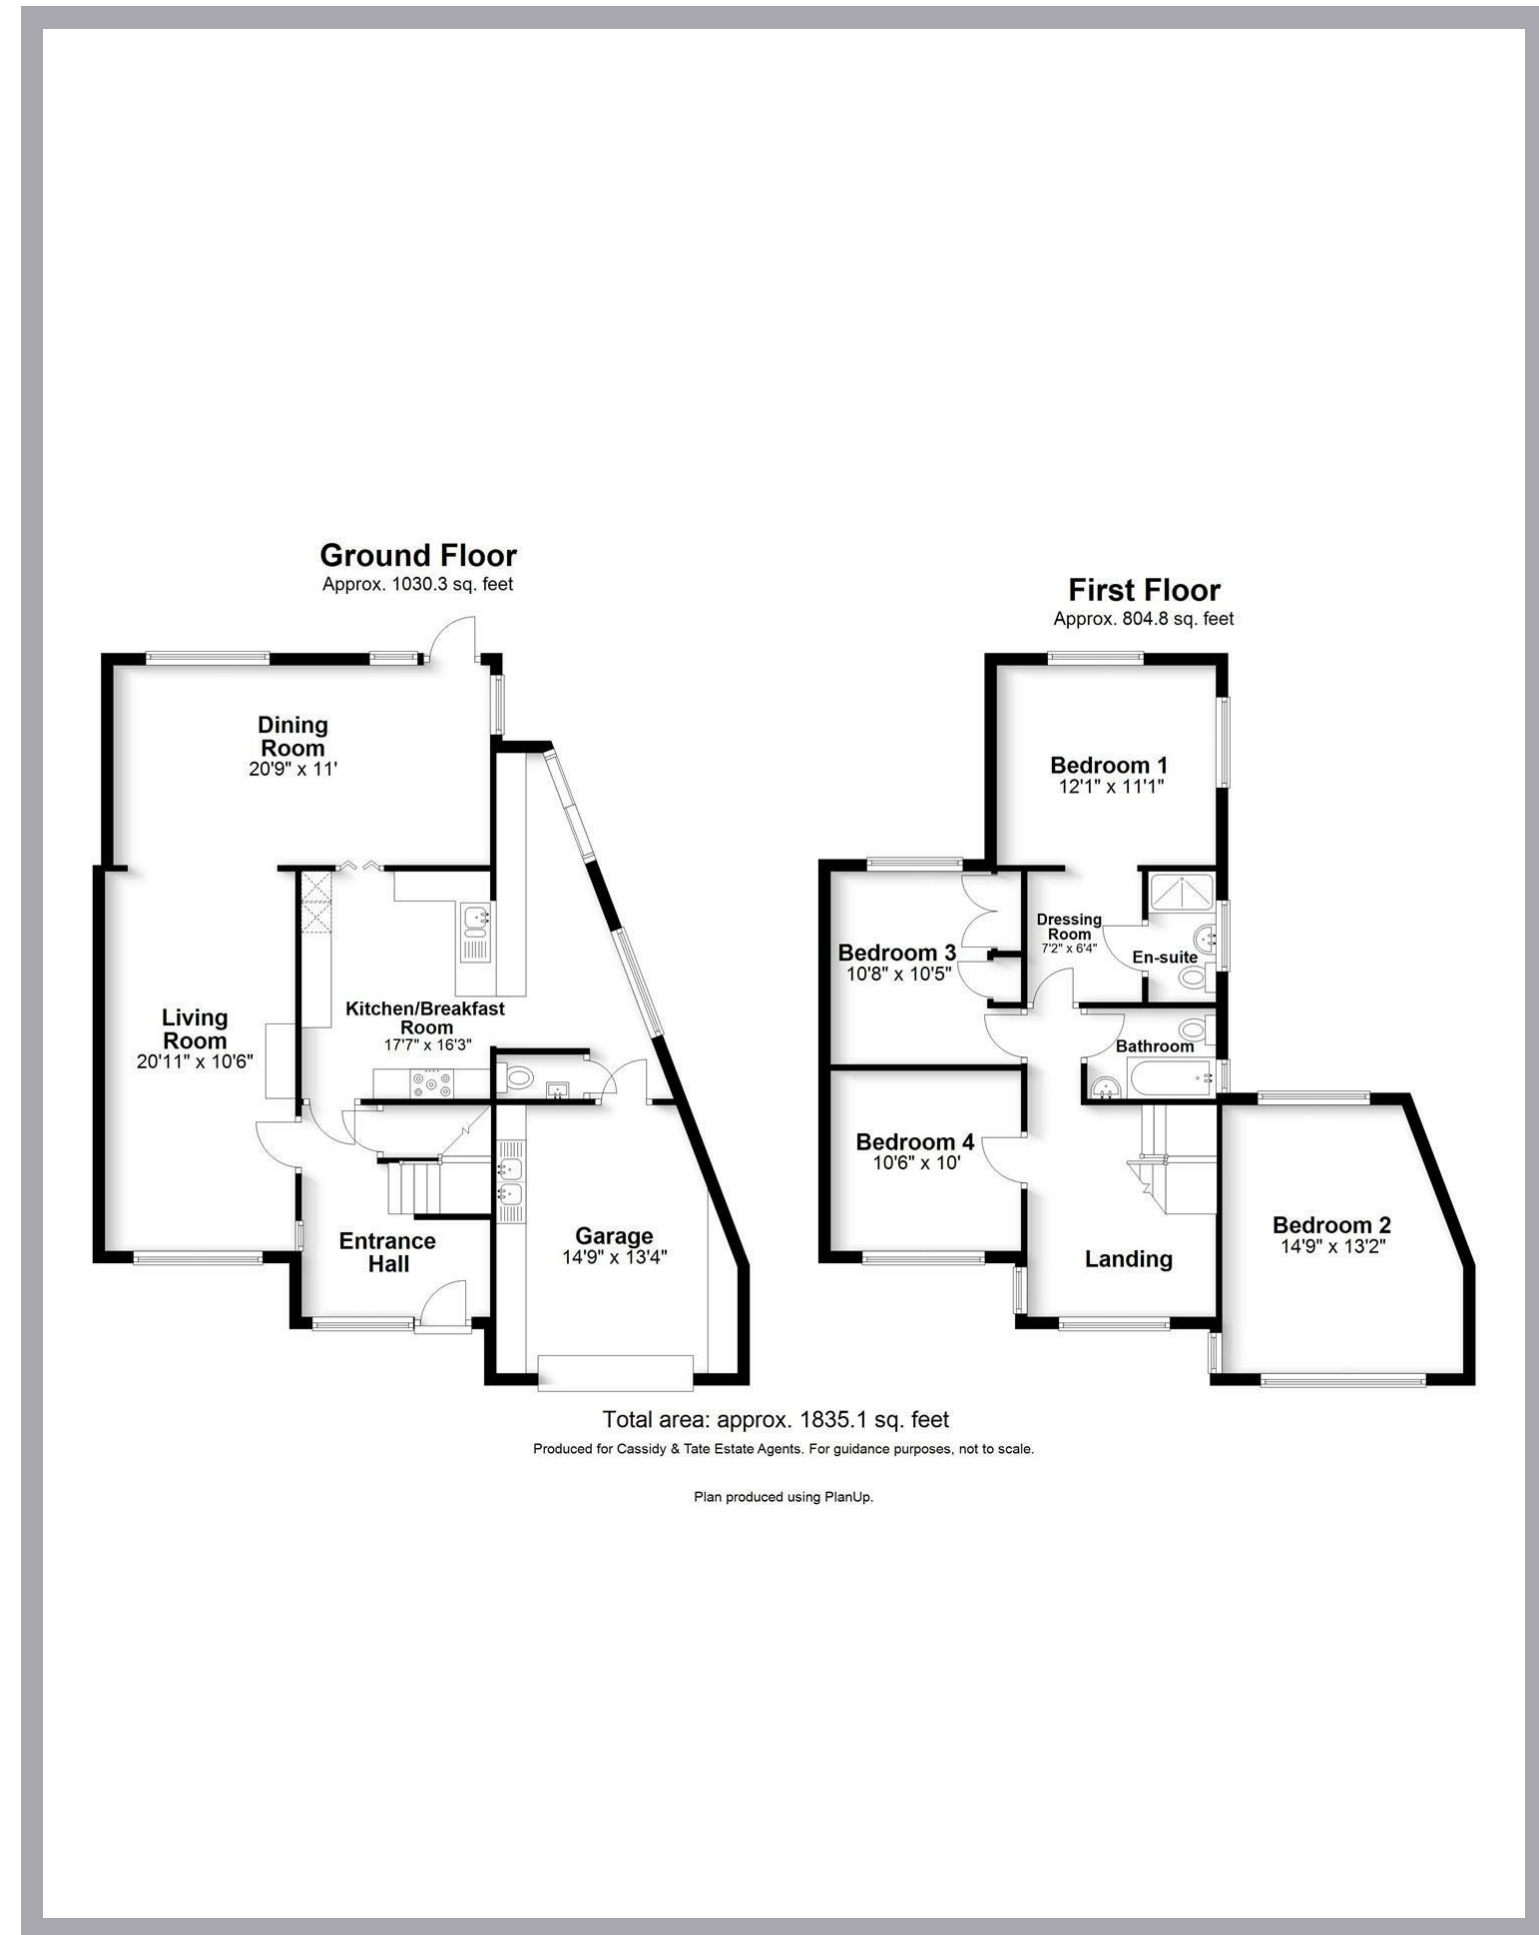 Ground Floor
Approx. 1030.3 sq. feet
Dining
Room
20'9" x 11'
Living
Room
20'11" x 10'6"
Kitchen/Breakfast
Room
17'7" x 16'3"
Entrance
Hall
Garage
14'9" x 13'4"
First Floor
Approx. 804.8 sq. feet
Bedroom 1
12'1" x 11'1"
Dressing
Room
7'2" x 6'4"
En-suite
Bedroom 3
10'8" x 10'5"
Bathroom
Bedroom 4
10'6" x 10'
Landing
Bedroom 2
14'9" x 13'2"
Total area: approx. 1835.1 sq. feet
Produced for Cassidy & Tate Estate Agents. For guidance purposes, not to scale.
Plan produced using PlanUp.